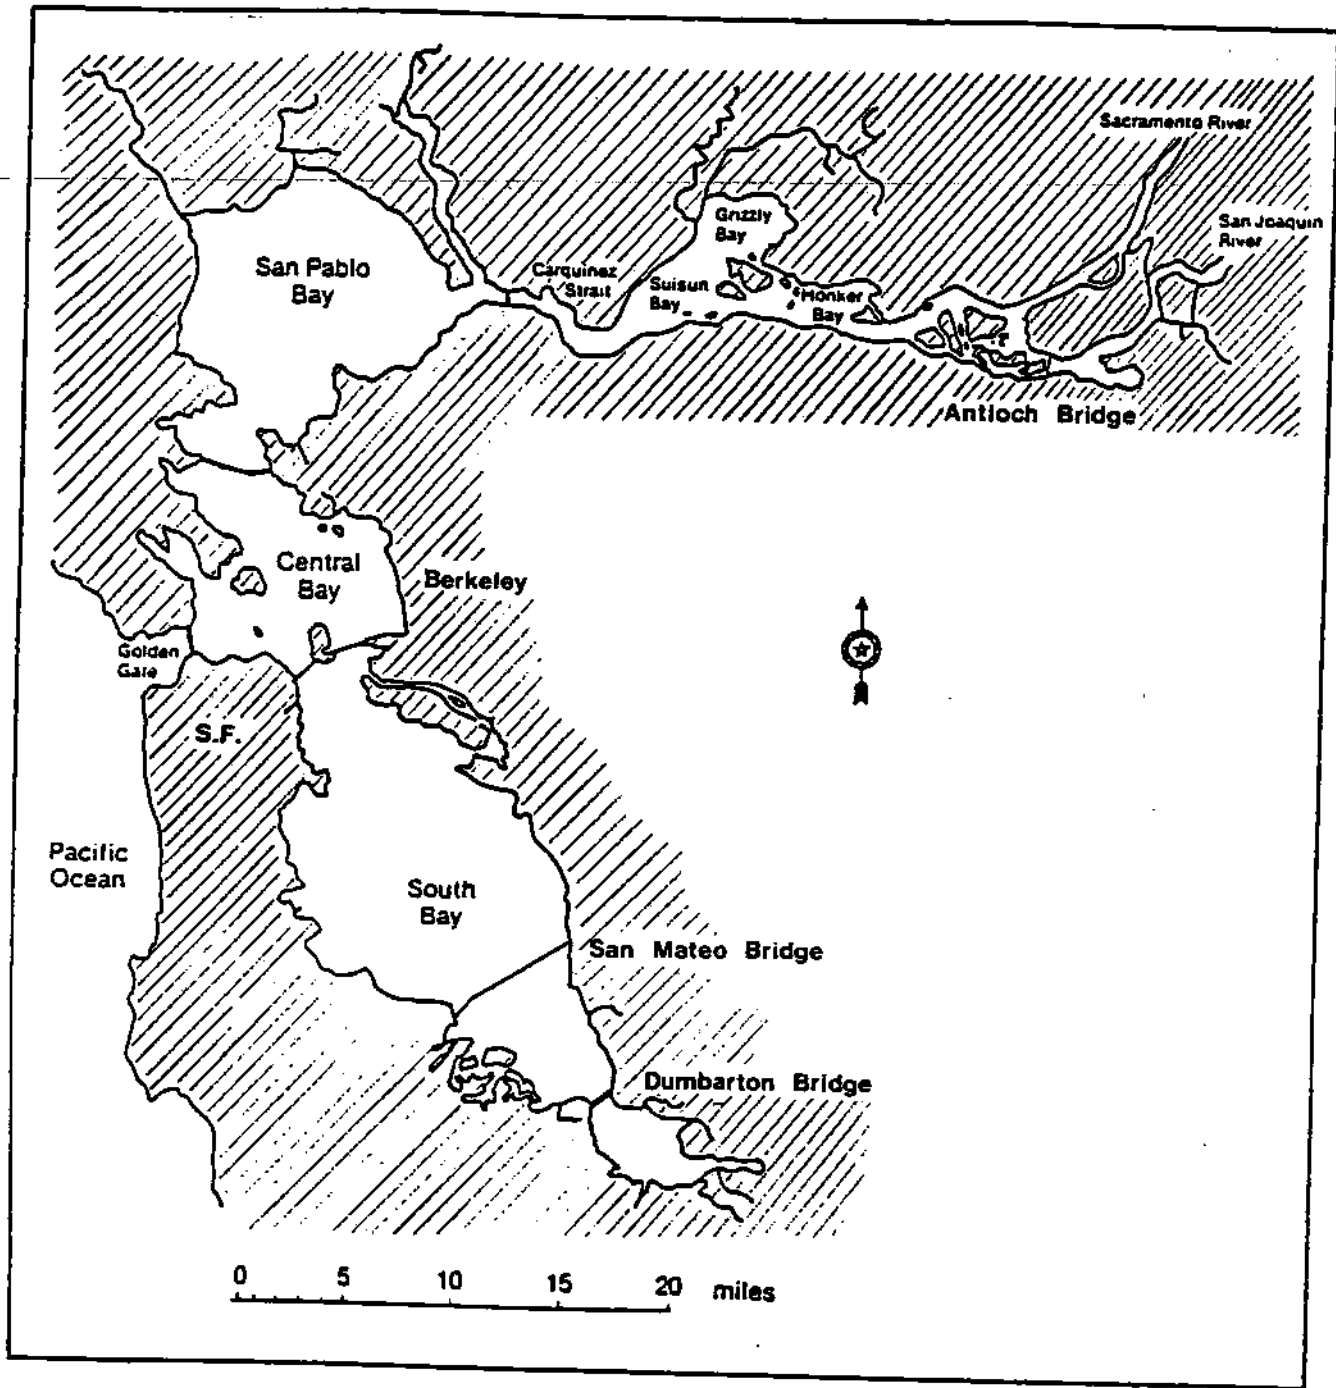 Sacramento River
San Joaquin
River
Grizzly
Bay
San Pablo
Bay
Carquinez
Strait
Suisun
Bay
Honker
Bay
Antioch Bridge
Central
Bay
Berkeley
Golden
Gate
S.F.
Pacific
Ocean
South
Bay
San Mateo Bridge
Dumbarton Bridge
0 5 10 15 20 miles